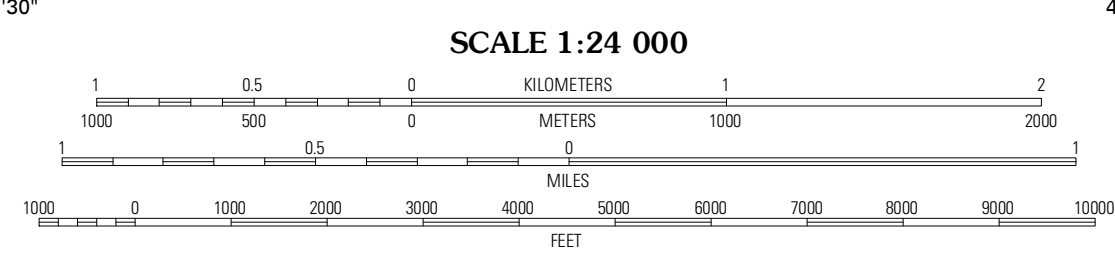 '30"
4
SCALE 1:24 000
1 0.5 0 KILOMETERS 1 2
1000 500 0 METERS 1000 2000
1 0.5 0 1
MILES
1000 0 1000 2000 3000 4000 5000 6000 7000 8000 9000 10000
FEET